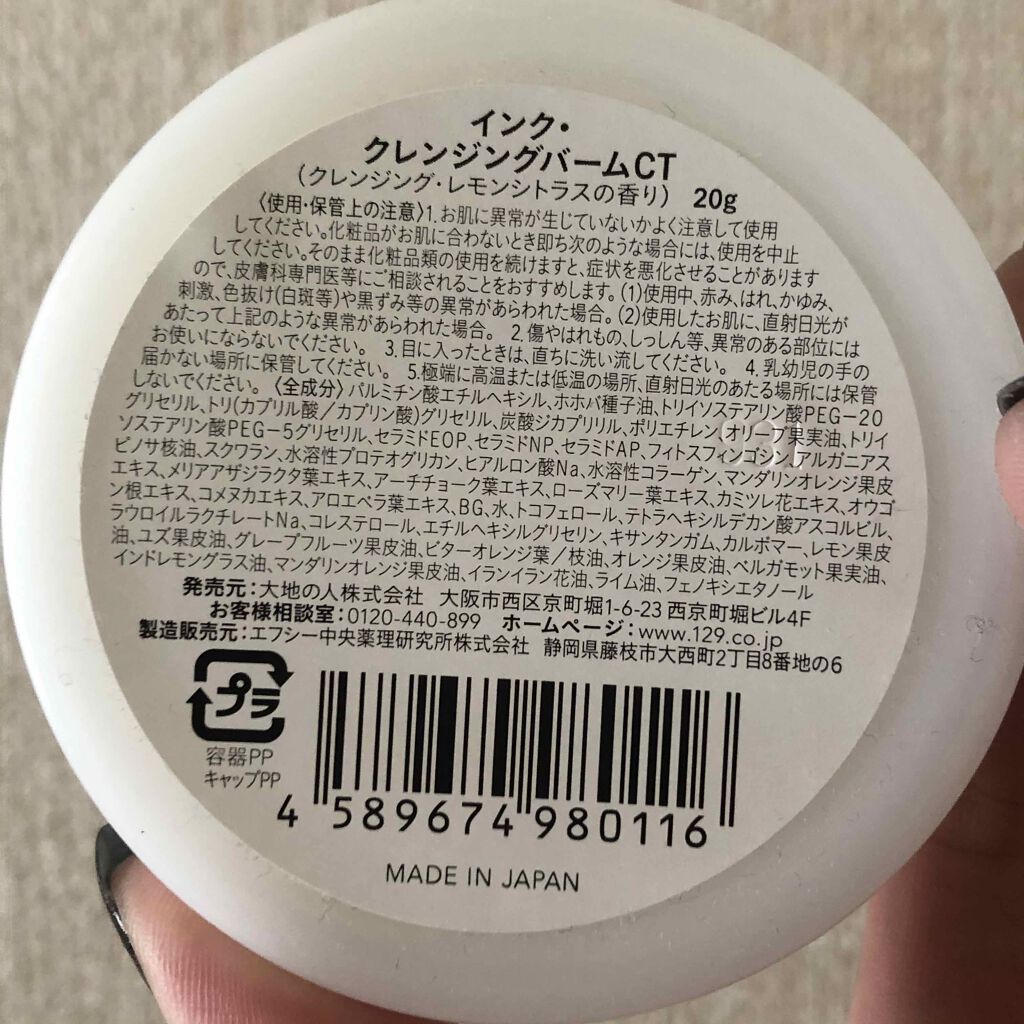 インク・
クレンジングバームCT
(クレンジング・レモンシトラスの香り) 20g
〈使用・保管上の注意〉1.お肌に異常が生じていないかよく注意して使用
してください。化粧品がお肌に合わないとき即ち次のような場合には、使用を中止
してください。そのまま化粧品類の使用を続けますと、症状を悪化させることがあります
ので、皮膚科専門医等にご相談されることをおすすめします。(1)使用中、赤み、はれ、かゆみ、
刺激、色抜け(白斑等)や黒ずみ等の異常があらわれた場合。(2)使用したお肌に、直射日光が
あたって上記のような異常があらわれた場合。 2.傷やはれもの、しっしん等、異常のある部位には
お使いにならないでください。 3.目に入ったときは、直ちに洗い流してください。 4.乳幼児の手の
届かない場所に保管してください。 5.極端に高温または低温の場所、直射日光のあたる場所には保管
しないでください。〈全成分〉パルミチン酸エチルヘキシル、ホホバ種子油、トリイソステアリン酸PEG-20
グリセリル、トリ(カプリル酸/カプリン酸)グリセリル、炭酸ジカプリリル、ポリエチレン、オリーブ果実油、トリイ
ソステアリン酸PEG-5グリセリル、セラミドEOP、セラミドNP、セラミドAP、フィトスフィンゴシン、アルガニアス
ピノサ核油、スクワラン、水溶性プロテオグリカン、ヒアルロン酸Na、水溶性コラーゲン、マンダリンオレンジ果皮
エキス、メリアアザジラクタ葉エキス、アーチチョーク葉エキス、ローズマリー葉エキス、カミツレ花エキス、オウゴ
ン根エキス、コメヌカエキス、アロエベラ葉エキス、BG、水、トコフェロール、テトラヘキシルデカン酸アスコルビル、
ラウロイルラクチレートNa、コレステロール、エチルヘキシルグリセリン、キサンタンガム、カルボマー、レモン果皮
油、ユズ果皮油、グレープフルーツ果皮油、ビターオレンジ葉/枝油、オレンジ果皮油、ベルガモット果実油、
インドレモングラス油、マンダリンオレンジ果皮油、イランイラン花油、ライム油、フェノキシエタノール
発売元:大地の人株式会社 大阪市西区京町堀1-6-23 西京町堀ビル4F
お客様相談室:0120-440-899 ホームページ:www.129.co.jp
製造販売元:エフシー中央薬理研究所株式会社 静岡県藤枝市大西町2丁目8番地の6
プラ
容器PP
キャップPP
4 589674 980116
MADE IN JAPAN